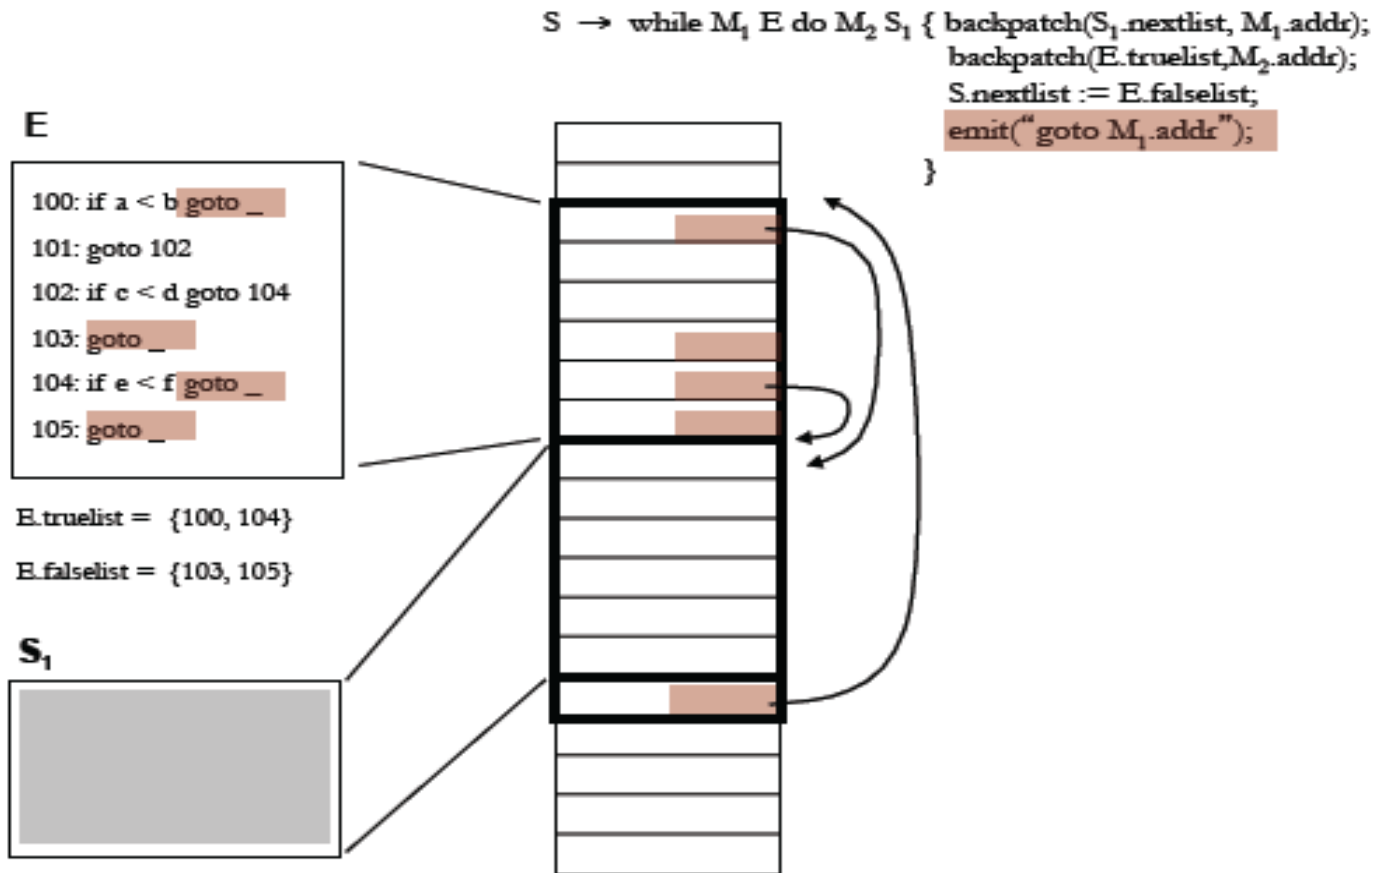 S → while M₁ E do M₂ S₁ { backpatch(S₁.nextlist, M₁.addr);
backpatch(E.truelist,M₂.addr);
S.nextlist := E.falselist;
emit(“goto M₁.addr”);
}
E
100: if a < b goto _
101: goto 102
102: if c < d goto 104
103: goto _
104: if e < f goto _
105: goto _
E.truelist = {100, 104}
E.falselist = {103, 105}
S₁